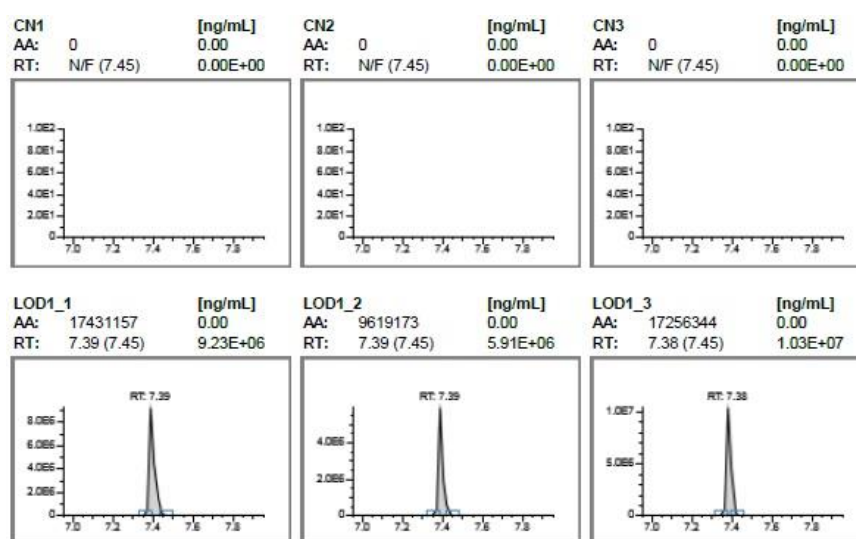 CN1 [ng/mL] CN2 [ng/mL] CN3 [ng/mL]
AA: 0 0.00 AA: 0 0.00 AA: 0 0.00
RT: N/F (7.45) 0.00E+00 RT: N/F (7.45) 0.00E+00 RT: N/F (7.45) 0.00E+00
1.0E2 1.0E2 1.0E2
8.0E1 8.0E1 8.0E1
6.0E1 6.0E1 6.0E1
4.0E1 4.0E1 4.0E1
2.0E1 2.0E1 2.0E1
0 0 0
7.0 7.2 7.4 7.6 7.8 7.0 7.2 7.4 7.6 7.8 7.0 7.2 7.4 7.6 7.8
LOD1_1 [ng/mL] LOD1_2 [ng/mL] LOD1_3 [ng/mL]
AA: 17431157 0.00 AA: 9619173 0.00 AA: 17256344 0.00
RT: 7.39 (7.45) 9.23E+06 RT: 7.39 (7.45) 5.91E+06 RT: 7.38 (7.45) 1.03E+07
RT: 7.39 RT: 7.39 RT: 7.38
8.0E6 1.0E7
6.0E6 4.0E6
4.0E6 5.0E6
2.0E6 2.0E6
0 0 0
7.0 7.2 7.4 7.6 7.8 7.0 7.2 7.4 7.6 7.8 7.0 7.2 7.4 7.6 7.8